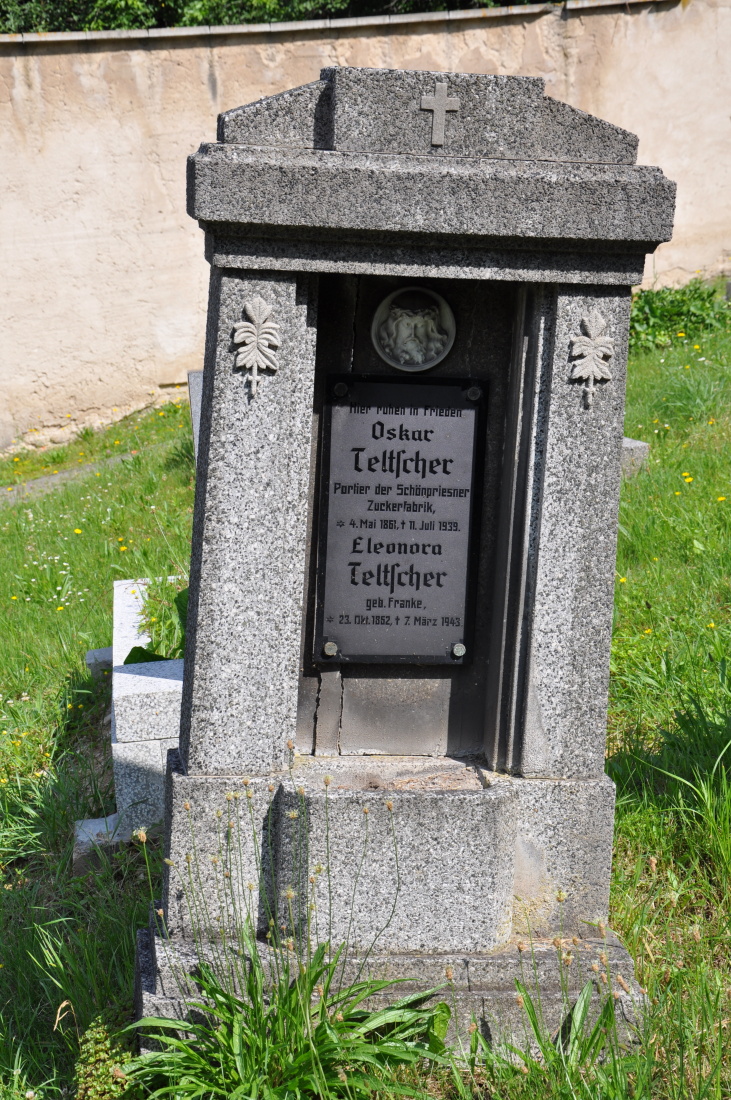 Hier ruhen in Frieden
Oskar
Teltſcher
Portier der Schönpriesner
Zuckerfabrik,
* 4. Mai 1861, † 11. Juli 1939.
Eleonora
Teltſcher
geb. Franke,
* 23. Okt. 1862, † 7. März 1943.